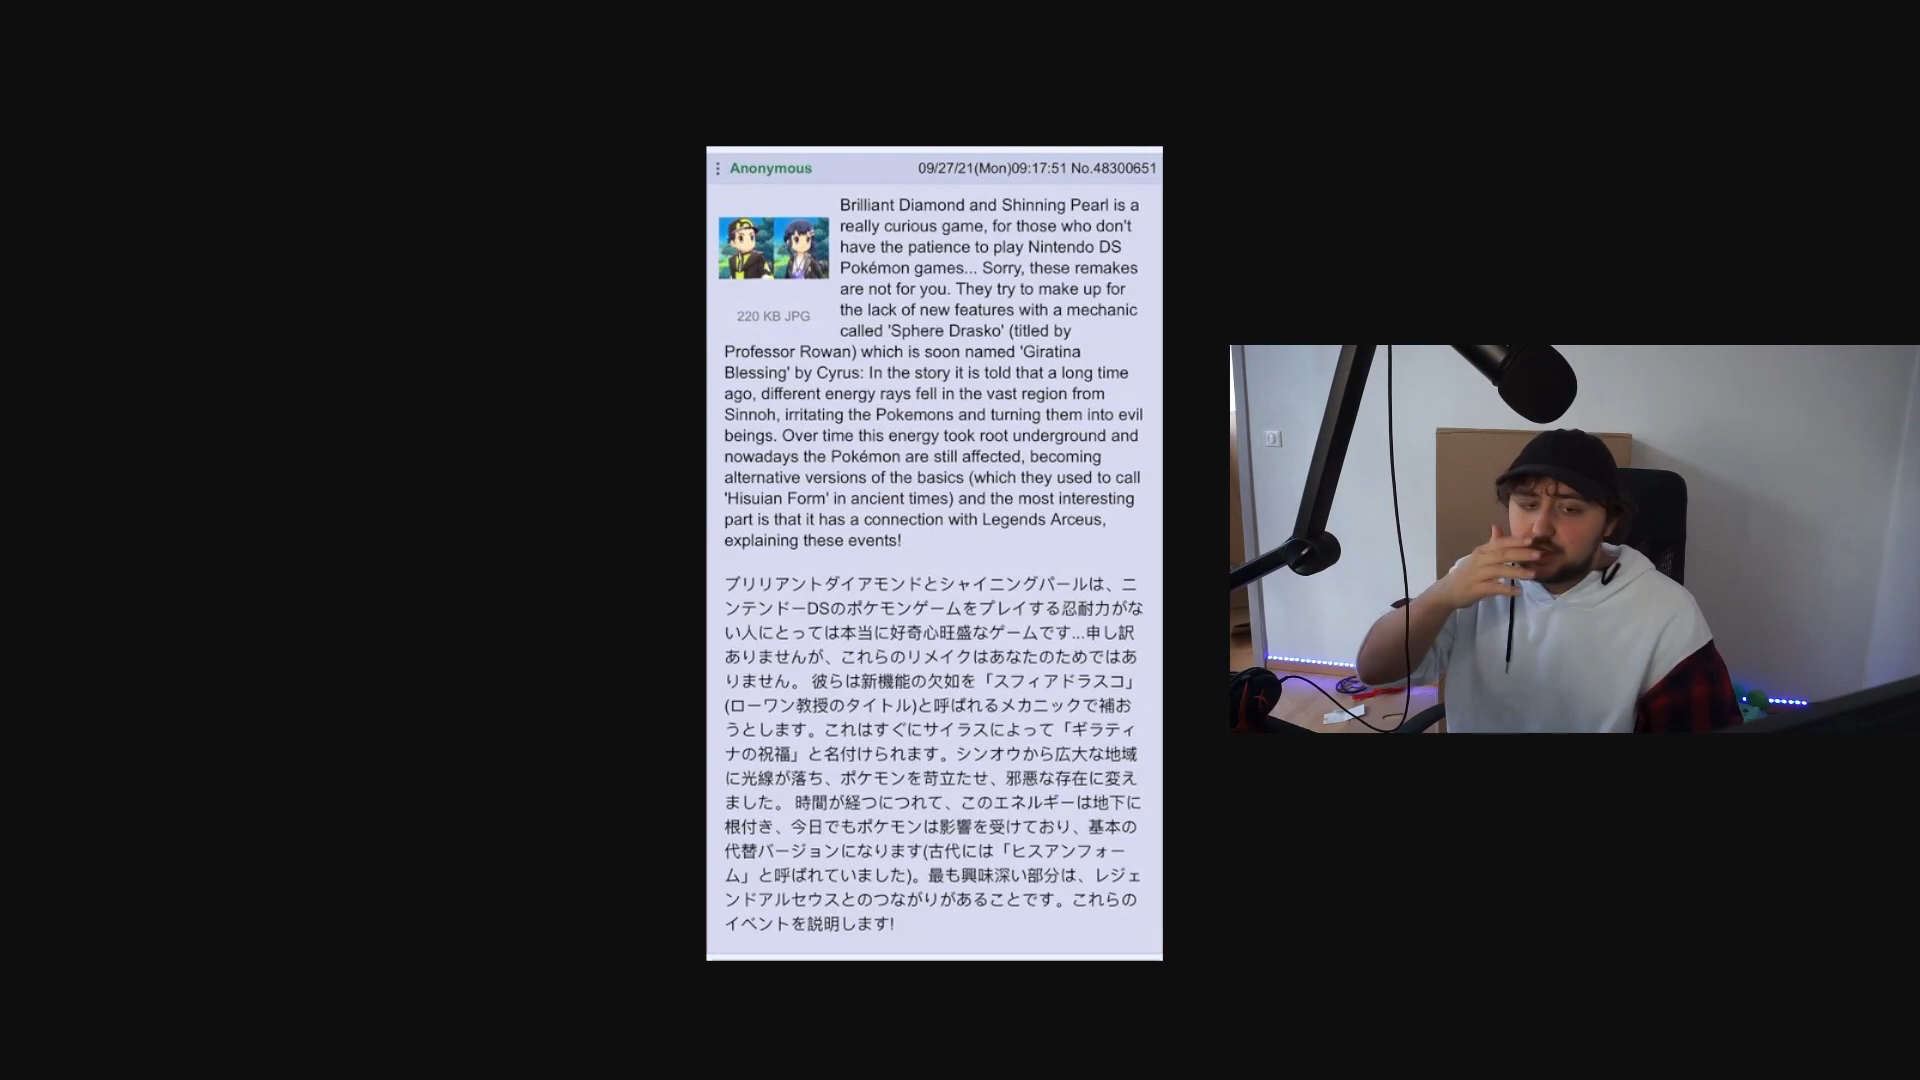 Anonymous 09/27/21(Mon)09:17:51 No.48300651
Brilliant Diamond and Shinning Pearl is a
really curious game, for those who don't
have the patience to play Nintendo DS
Pokémon games... Sorry, these remakes
are not for you. They try to make up for
220 KB JPG
the lack of new features with a mechanic
called 'Sphere Drasko' (titled by
Professor Rowan) which is soon named 'Giratina
Blessing' by Cyrus: In the story it is told that a long time
ago, different energy rays fell in the vast region from
Sinnoh, irritating the Pokemons and turning them into evil
beings. Over time this energy took root underground and
nowadays the Pokémon are still affected, becoming
alternative versions of the basics (which they used to call
'Hisuian Form' in ancient times) and the most interesting
part is that it has a connection with Legends Arceus,
explaining these events!
ブリリアントダイアモンドとシャイニングパールは、ニ
ンテンドーDSのポケモンゲームをプレイする忍耐力がな
い人にとっては本当に好奇心旺盛なゲームです...申し訳
ありませんが、これらのリメイクはあなたのためではあ
りません。 彼らは新機能の欠如を「スフィアドラスコ」
(ローワン教授のタイトル)と呼ばれるメカニックで補お
うとします。これはすぐにサイラスによって「ギラティ
ナの祝福」と名付けられます。シンオウから広大な地域
に光線が落ち、ポケモンを苛立たせ、邪悪な存在に変え
ました。 時間が経つにつれて、このエネルギーは地下に
根付き、今日でもポケモンは影響を受けており、基本の
代替バージョンになります(古代には「ヒスアンフォー
ム」と呼ばれていました)。最も興味深い部分は、レジェ
ンドアルセウスとのつながりがあることです。これらの
イベントを説明します!